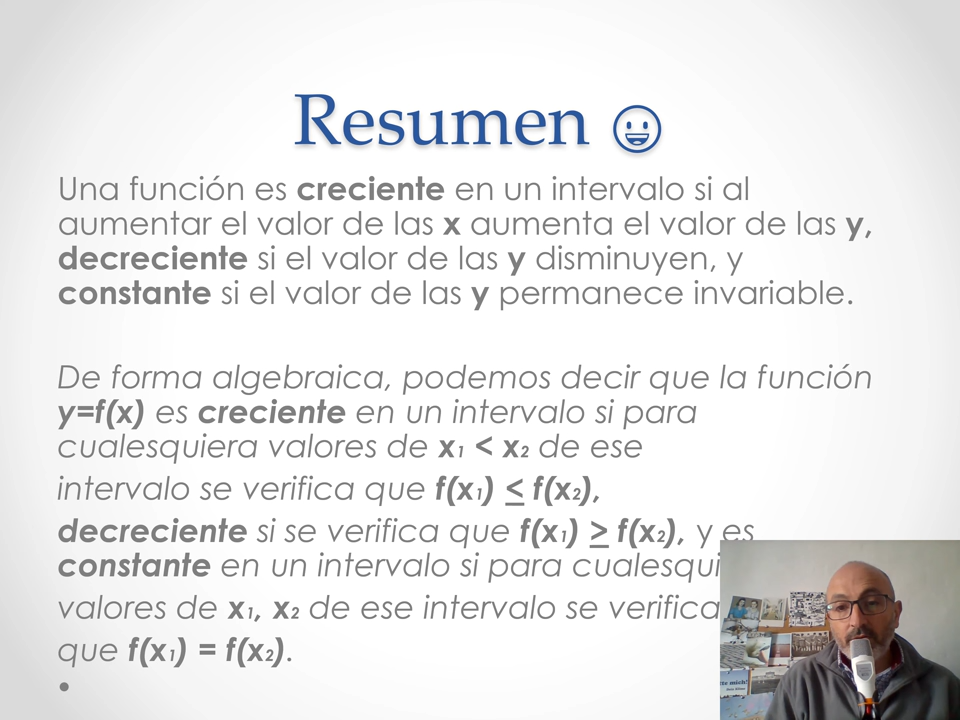 Resumen 😃
Una función es creciente en un intervalo si al
aumentar el valor de las x aumenta el valor de las y,
decreciente si el valor de las y disminuyen, y
constante si el valor de las y permanece invariable.
De forma algebraica, podemos decir que la función
y=f(x) es creciente en un intervalo si para
cualesquiera valores de x₁ < x₂ de ese
intervalo se verifica que f(x₁) ≤ f(x₂),
decreciente si se verifica que f(x₁) ≥ f(x₂), y es
constante en un intervalo si para cualesqui
valores de x₁, x₂ de ese intervalo se verifica
que f(x₁) = f(x₂).
te mich!